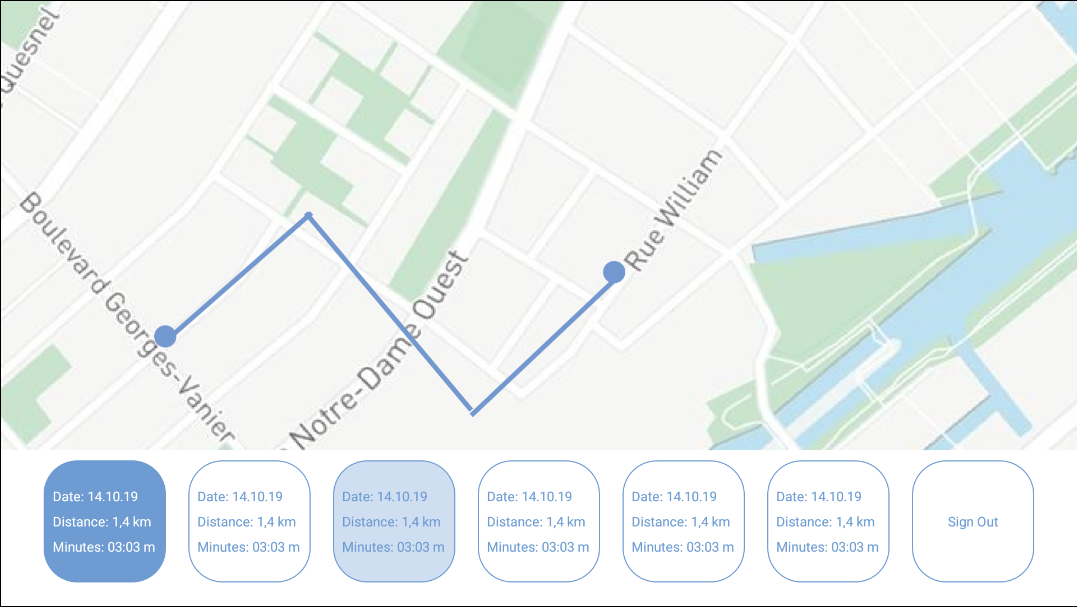 Quesnel
Boulevard Georges-Vanier
Notre-Dame Ouest
Rue William
Date: 14.10.19
Distance: 1,4 km
Minutes: 03:03 m
Date: 14.10.19
Distance: 1,4 km
Minutes: 03:03 m
Date: 14.10.19
Distance: 1,4 km
Minutes: 03:03 m
Date: 14.10.19
Distance: 1,4 km
Minutes: 03:03 m
Date: 14.10.19
Distance: 1,4 km
Minutes: 03:03 m
Date: 14.10.19
Distance: 1,4 km
Minutes: 03:03 m
Sign Out